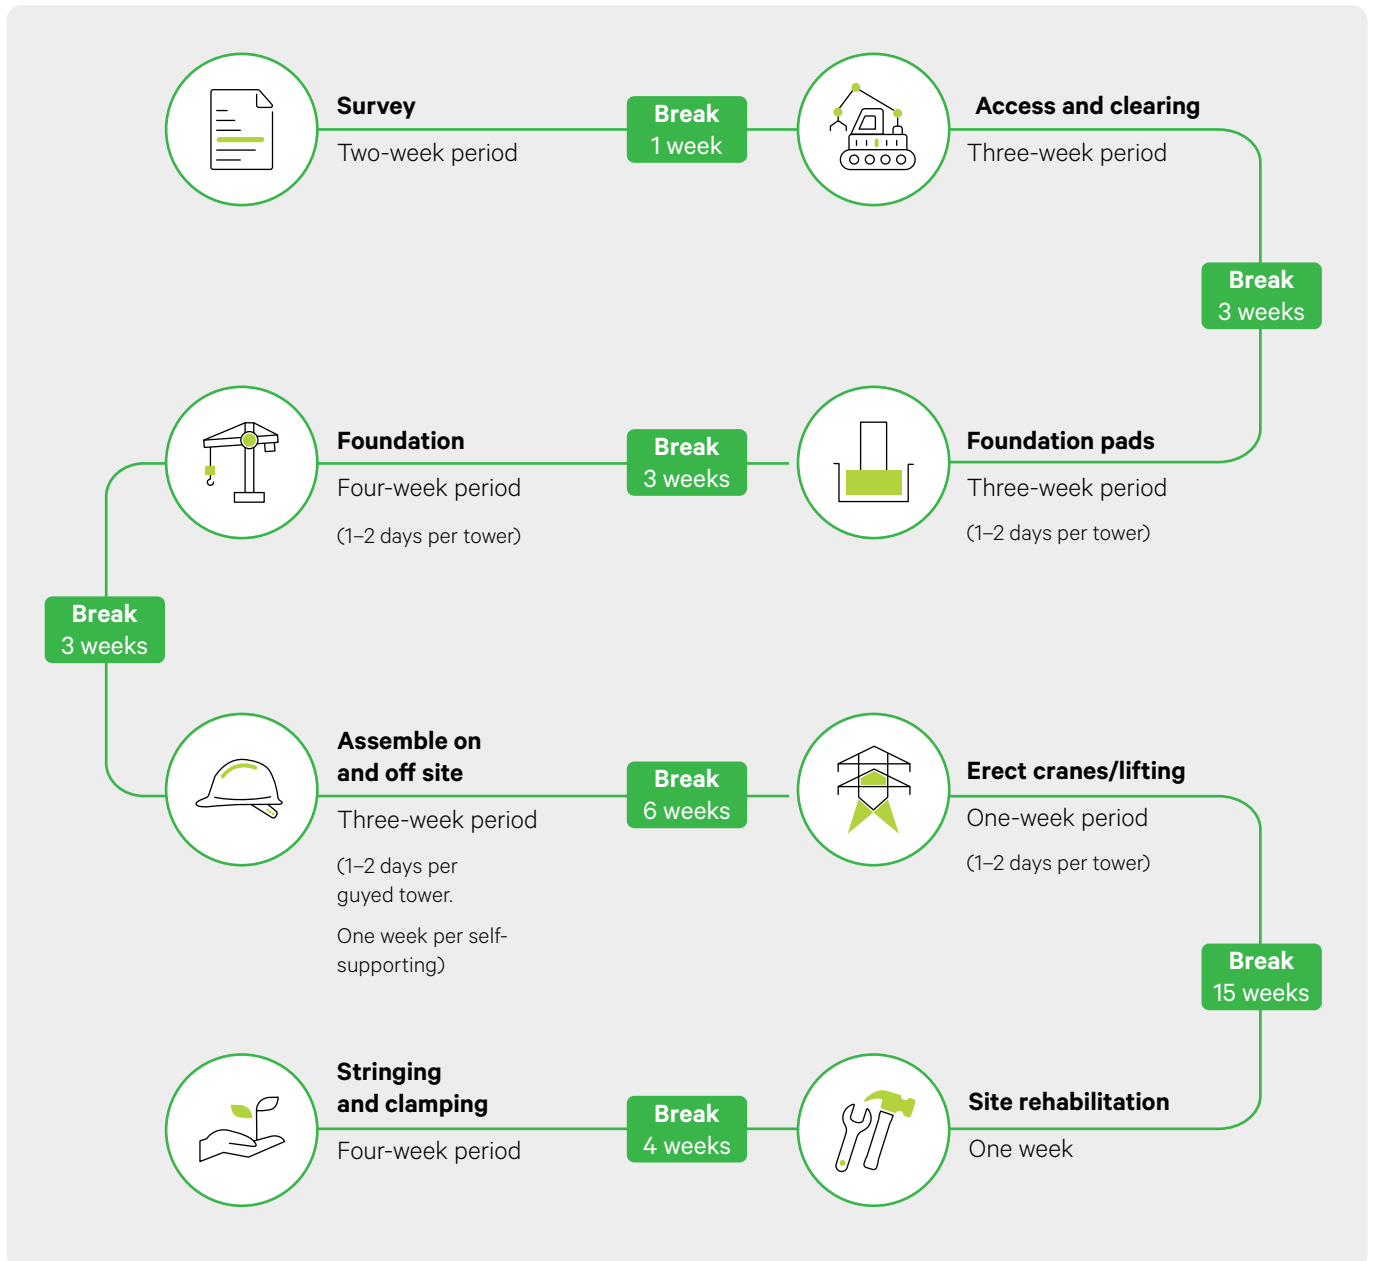 Survey
Two-week period
Break
1 week
Access and clearing
Three-week period
Break
3 weeks
Foundation pads
Three-week period
(1–2 days per tower)
Break
3 weeks
Foundation
Four-week period
(1–2 days per tower)
Break
3 weeks
Assemble on
and off site
Three-week period
(1–2 days per
guyed tower.
One week per self-
supporting)
Break
6 weeks
Erect cranes/lifting
One-week period
(1–2 days per tower)
Break
15 weeks
Site rehabilitation
One week
Break
4 weeks
Stringing
and clamping
Four-week period